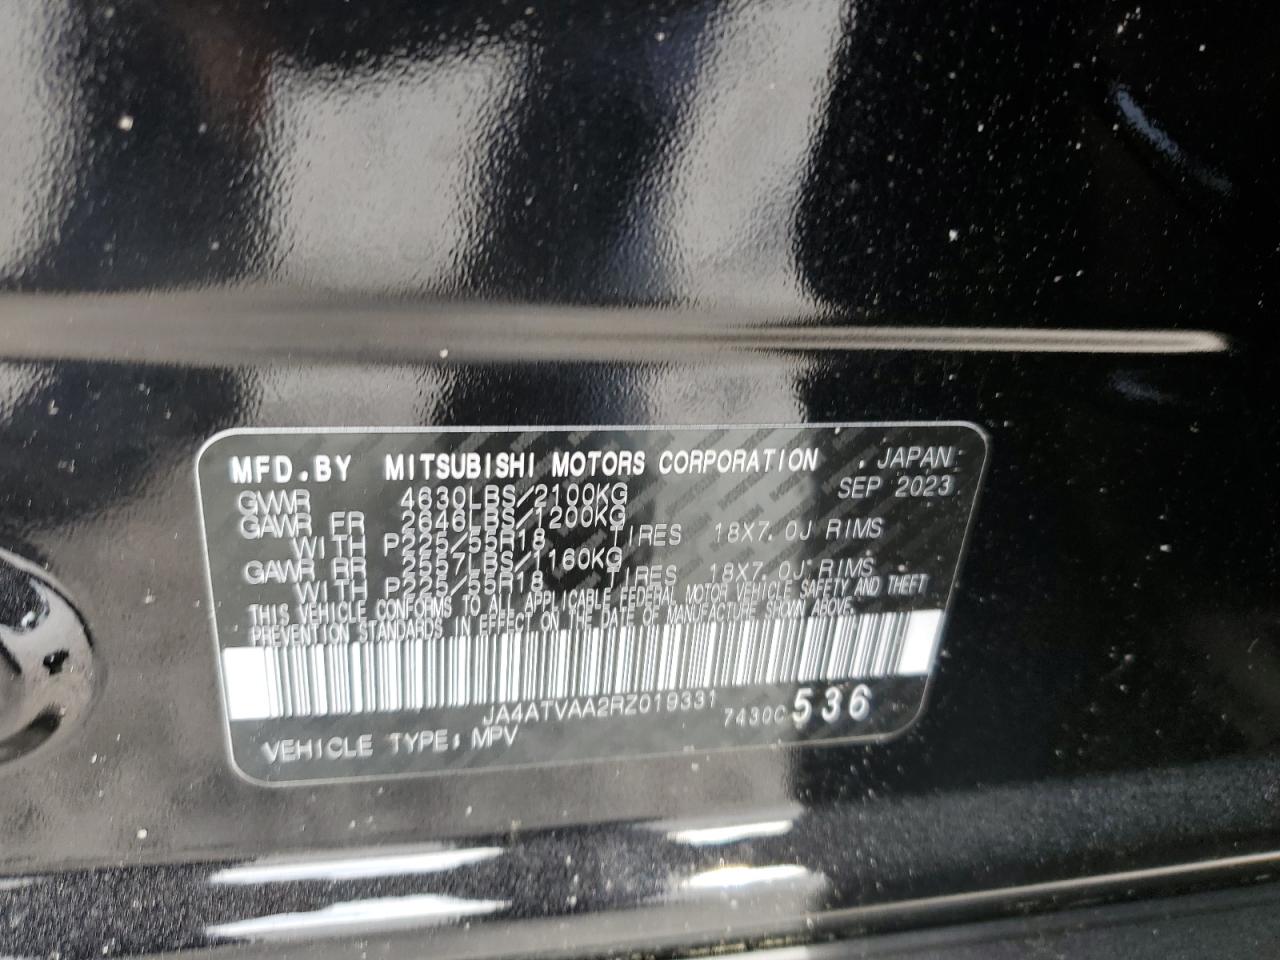 MFD.BY MITSUBISHI MOTORS CORPORATION . JAPAN
SEP 2023
GVWR 4630LBS/2100KG
GAWR FR 2646LBS/1200KG
WITH P225/55R18 TIRES 18X7.0J RIMS
GAWR RR 2557LBS/1160KG
WITH P225/55R18 TIRES 18X7.0J RIMS
THIS VEHICLE CONFORMS TO ALL APPLICABLE FEDERAL MOTOR VEHICLE SAFETY AND THEFT
PREVENTION STANDARDS IN EFFECT ON THE DATE OF MANUFACTURE SHOWN ABOVE.
JA4ATVAA2RZ019331
7430C536
VEHICLE TYPE: MPV